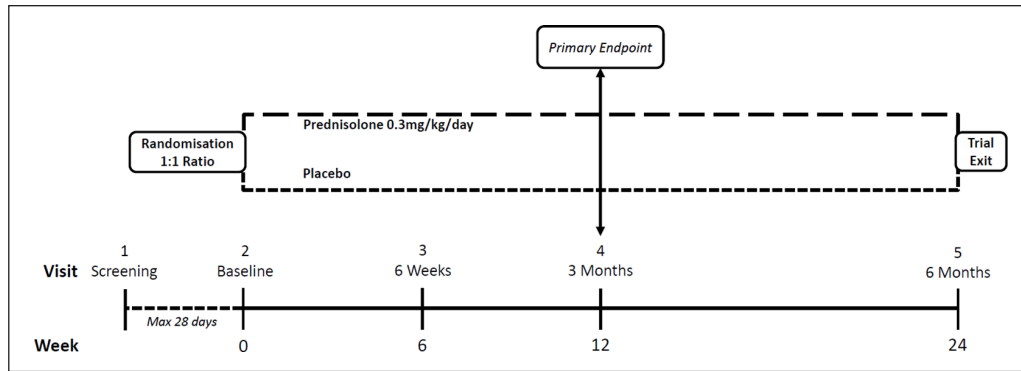 Primary Endpoint
Prednisolone 0.3mg/kg/day
Randomisation
1:1 Ratio
Trial
Exit
Placebo
1 2 3 4 5
Visit Screening Baseline 6 Weeks 3 Months 6 Months
Max 28 days
Week 0 6 12 24